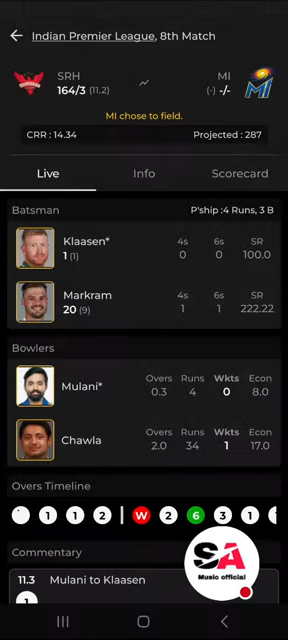 Indian Premier League, 8th Match
SRH
164/3 (11.2)
MI
(-) -/-
MI chose to field.
CRR : 14.34
Projected : 287
Live
Info
Scorecard
Batsman
P'ship :4 Runs, 3 B
Klaasen*
1 (1)
4s
0
6s
0
SR
100.0
Markram
20 (9)
4s
1
6s
1
SR
222.22
Bowlers
Mulani*
Overs
0.3
Runs
4
Wkts
0
Econ
8.0
Chawla
Overs
2.0
Runs
34
Wkts
1
Econ
17.0
Overs Timeline
1 1 2 | W 2 6 3 1
Commentary
11.3
Mulani to Klaasen
1
SA
Music official